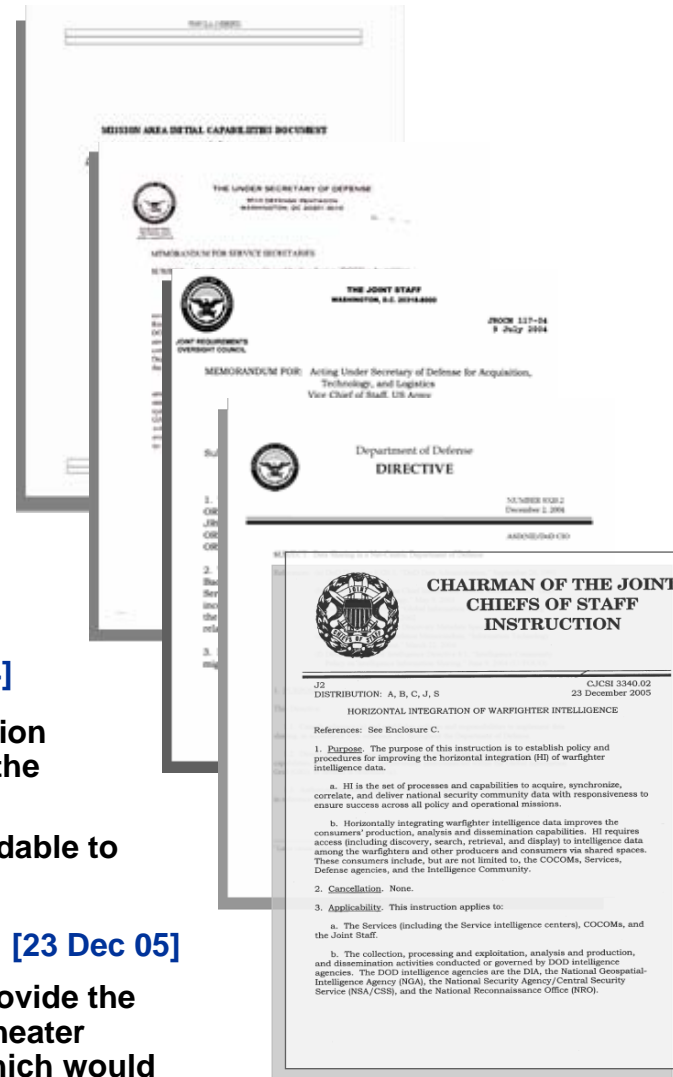 MISSION AREA INITIAL CAPABILITIES DOCUMENT
THE UNDER SECRETARY OF DEFENSE
MEMORANDUM FOR SERVICE SECRETARIES
THE JOINT STAFF
WASHINGTON, D.C. 20318-8000
JROCM 117-04
9 July 2004
JOINT REQUIREMENTS
OVERSIGHT COUNCIL
MEMORANDUM FOR: Acting Under Secretary of Defense for Acquisition,
Technology, and Logistics
Vice Chief of Staff, US Army
Department of Defense
DIRECTIVE
NUMBER 8320.2
December 2, 2004
ASD(NII)/DoD CIO
SUBJECT: Data Sharing in a Net-Centric Department of Defense
CHAIRMAN OF THE JOINT
CHIEFS OF STAFF
INSTRUCTION
J2
CJCSI 3340.02
DISTRIBUTION: A, B, C, J, S
23 December 2005
HORIZONTAL INTEGRATION OF WARFIGHTER INTELLIGENCE
References: See Enclosure C.
1. Purpose. The purpose of this instruction is to establish policy and
procedures for improving the horizontal integration (HI) of warfighter
intelligence data.
a. HI is the set of processes and capabilities to acquire, synchronize,
correlate, and deliver national security community data with responsiveness to
ensure success across all policy and operational missions.
b. Horizontally integrating warfighter intelligence data improves the
consumers' production, analysis and dissemination capabilities. HI requires
access (including discovery, search, retrieval, and display) to intelligence data
among the warfighters and other producers and consumers via shared spaces.
These consumers include, but are not limited to, the COCOMs, Services,
Defense agencies, and the Intelligence Community.
2. Cancellation. None.
3. Applicability. This instruction applies to:
a. The Services (including the Service intelligence centers), COCOMs, and
the Joint Staff.
b. The collection, processing and exploitation, analysis and production,
and dissemination activities conducted or governed by DOD intelligence
agencies. The DOD intelligence agencies are the DIA, the National Geospatial-
Intelligence Agency (NGA), the National Security Agency/Central Security
Service (NSA/CSS), and the National Reconnaissance Office (NRO).
]
ion
the
dable to
[23 Dec 05]
ovide the
heater
hich would